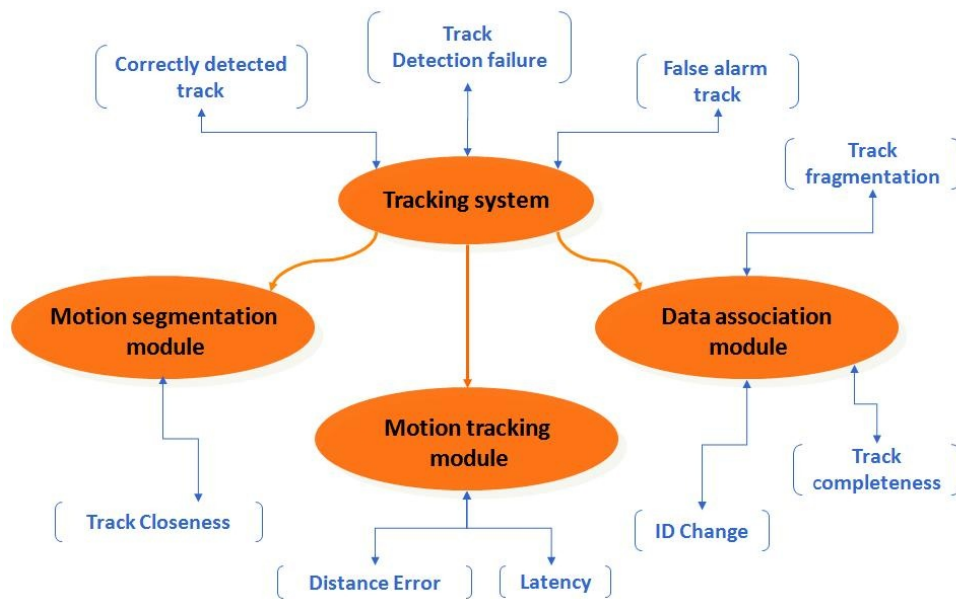 Track
Detection failure
Correctly detected
track
False alarm
track
Track
fragmentation
Tracking system
Motion segmentation
module
Data association
module
Motion tracking
module
Track
completeness
Track Closeness
ID Change
Distance Error
Latency